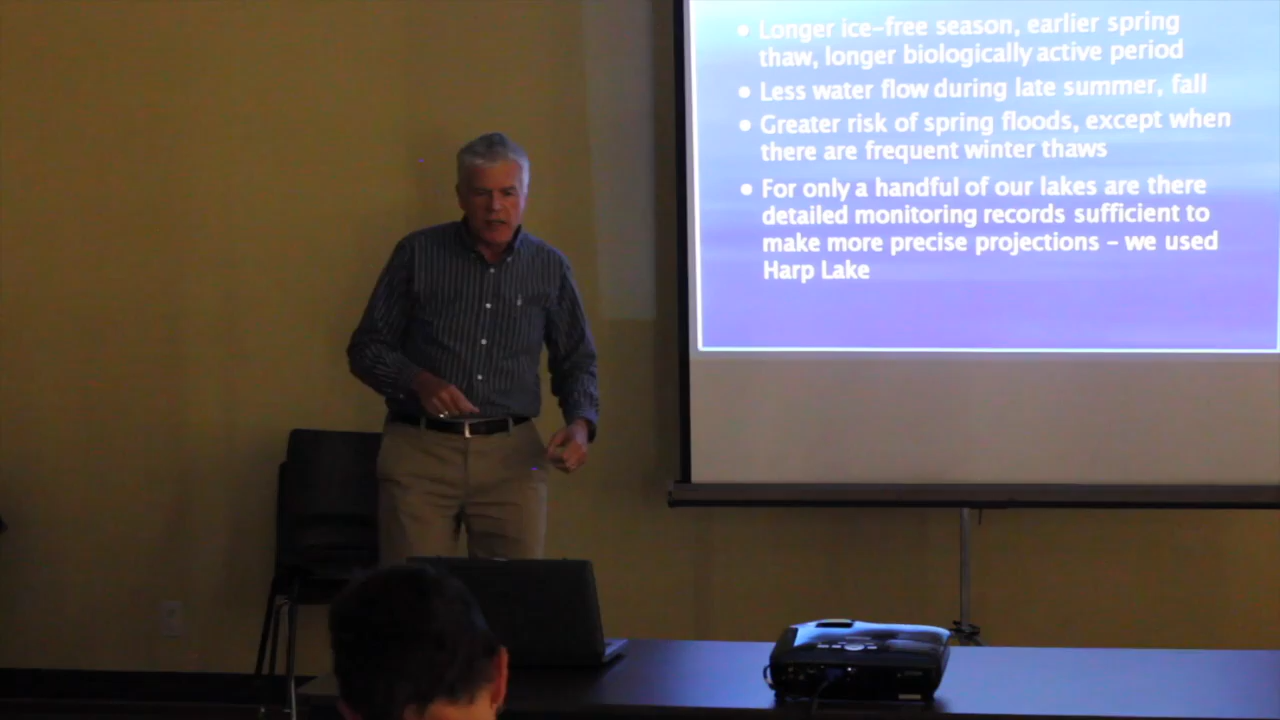 • Longer ice-free season, earlier spring
thaw, longer biologically active period
• Less water flow during late summer, fall
• Greater risk of spring floods, except when
there are frequent winter thaws
• For only a handful of our lakes are there
detailed monitoring records sufficient to
make more precise projections – we used
Harp Lake